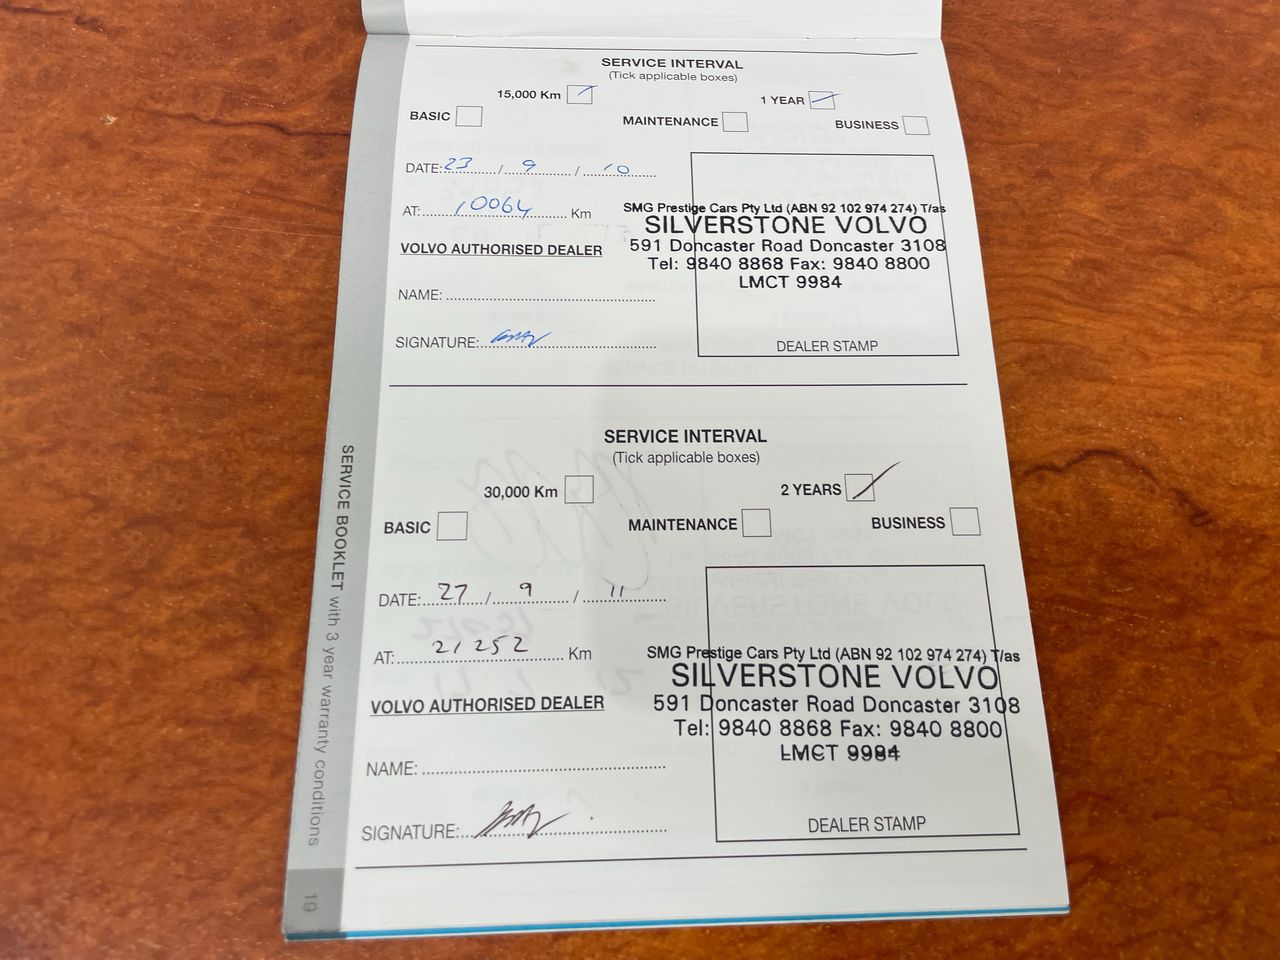 SERVICE INTERVAL
(Tick applicable boxes)
15,000 Km 1 YEAR
BASIC MAINTENANCE BUSINESS
DATE: 23 / 9 / 10
AT: 10064 Km
VOLVO AUTHORISED DEALER
NAME:
SIGNATURE:
SMG Prestige Cars Pty Ltd (ABN 92 102 974 274) T/as
SILVERSTONE VOLVO
591 Doncaster Road Doncaster 3108
Tel: 9840 8868 Fax: 9840 8800
LMCT 9984
DEALER STAMP
SERVICE INTERVAL
(Tick applicable boxes)
30,000 Km 2 YEARS
BASIC MAINTENANCE BUSINESS
DATE: 27 / 9 / 11
AT: 21252 Km
VOLVO AUTHORISED DEALER
NAME:
SIGNATURE:
SMG Prestige Cars Pty Ltd (ABN 92 102 974 274) T/as
SILVERSTONE VOLVO
591 Doncaster Road Doncaster 3108
Tel: 9840 8868 Fax: 9840 8800
LMCT 9984
DEALER STAMP
SERVICE BOOKLET with 3 year warranty conditions
19